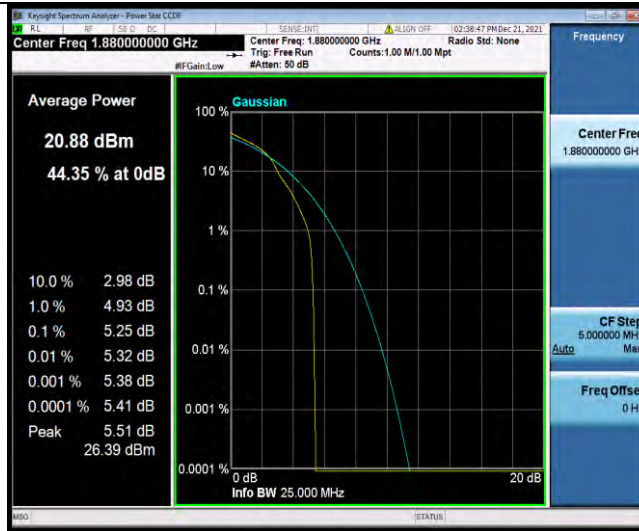 Keysight Spectrum Analyzer - Power Stat CCDF
RL RF 50 Ω DC SENSE:INT ALIGN OFF 02:38:47 PM Dec 21, 2021
Center Freq 1.880000000 GHz Center Freq: 1.880000000 GHz Radio Std: None
Trig: Free Run Counts:1.00 M/1.00 Mpt
#IFGain:Low #Atten: 50 dB
Frequency
Average Power
20.88 dBm
44.35 % at 0dB
10.0 % 2.98 dB
1.0 % 4.93 dB
0.1 % 5.25 dB
0.01 % 5.32 dB
0.001 % 5.38 dB
0.0001 % 5.41 dB
Peak 5.51 dB
26.39 dBm
Gaussian
100 %
10 %
1 %
0.1 %
0.01 %
0.001 %
0.0001 %
0 dB 20 dB
Info BW 25.000 MHz
Center Fre
1.880000000 GH
CF Step
5.000000 MH
Auto Ma
Freq Offse
0 H
MSG STATUS